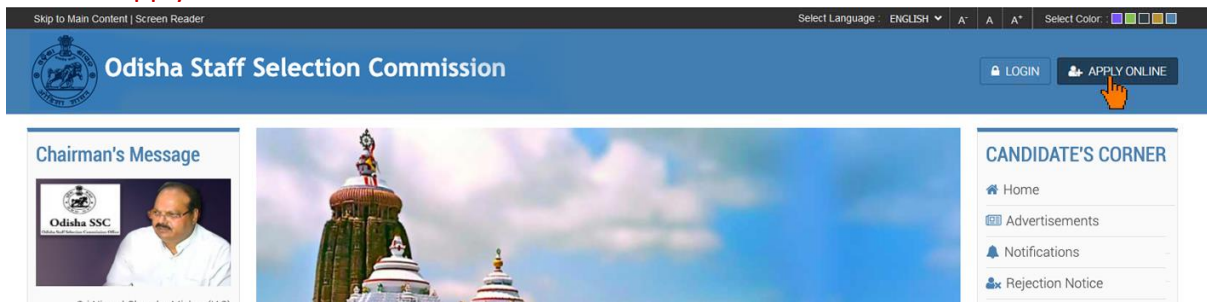 Skip to Main Content | Screen Reader
Select Language : ENGLISH
A- A A+
Select Color: :
Odisha Staff Selection Commission
LOGIN
APPLY ONLINE
Chairman's Message
Odisha SSC
CANDIDATE'S CORNER
Home
Advertisements
Notifications
Rejection Notice